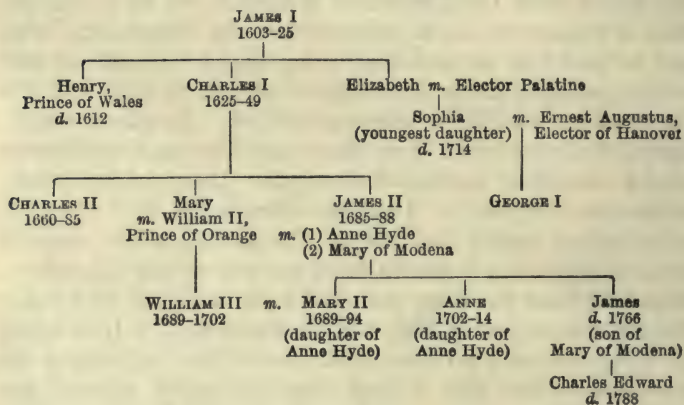 JAMES I
1603–25
Henry,
Prince of Wales
d. 1612
CHARLES I
1625–49
Elizabeth m. Elector Palatine
Sophia
(youngest daughter)
d. 1714
m. Ernest Augustus,
Elector of Hanover
CHARLES II
1660–85
Mary
m. William II,
Prince of Orange
JAMES II
1685–88
m. (1) Anne Hyde
(2) Mary of Modena
GEORGE I
WILLIAM III m.
1689–1702
MARY II
1689–94
(daughter of
Anne Hyde)
ANNE
1702–14
(daughter of
Anne Hyde)
James
d. 1766
(son of
Mary of Modena)
Charles Edward
d. 1788